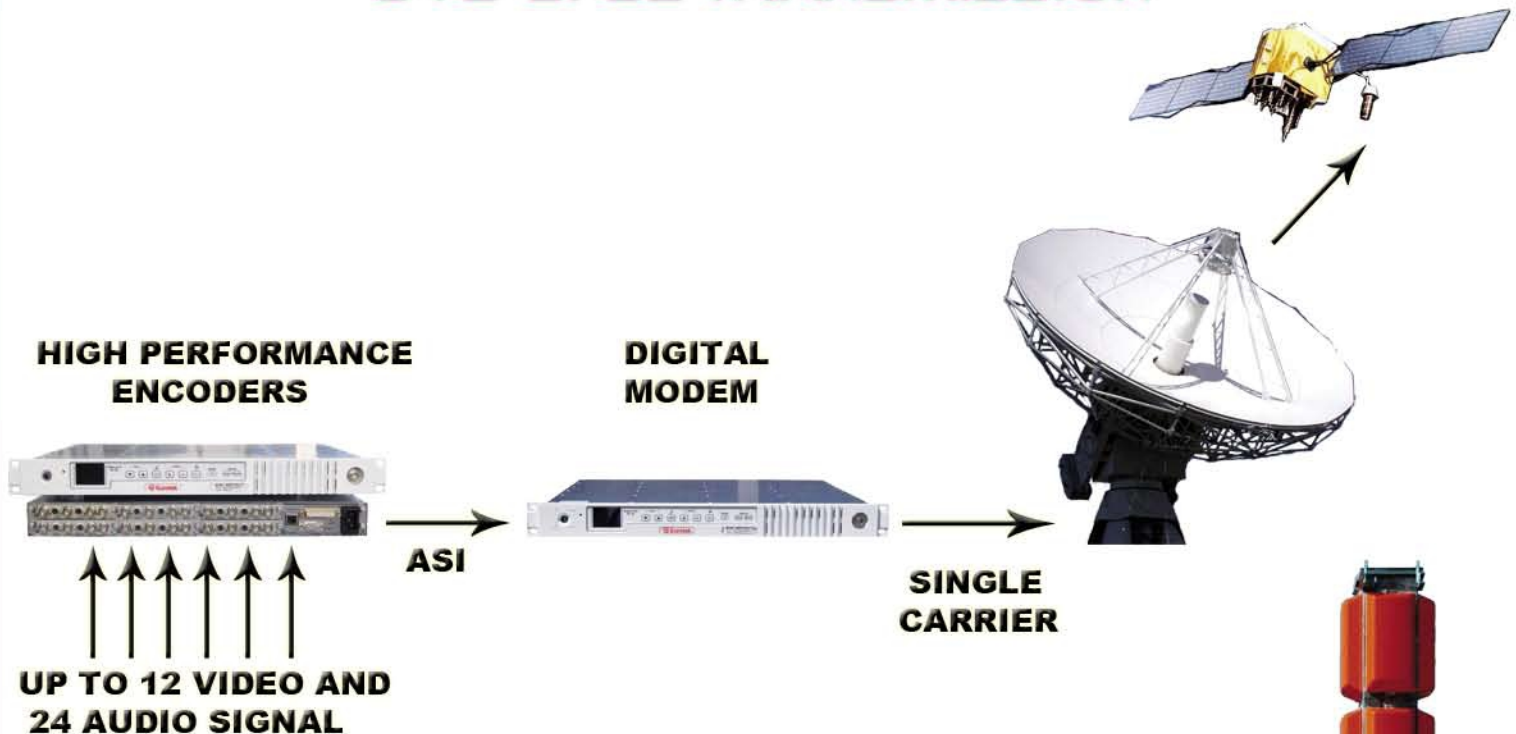 HIGH PERFORMANCE
ENCODERS
DIGITAL
MODEM
ASI
SINGLE
CARRIER
UP TO 12 VIDEO AND
24 AUDIO SIGNAL